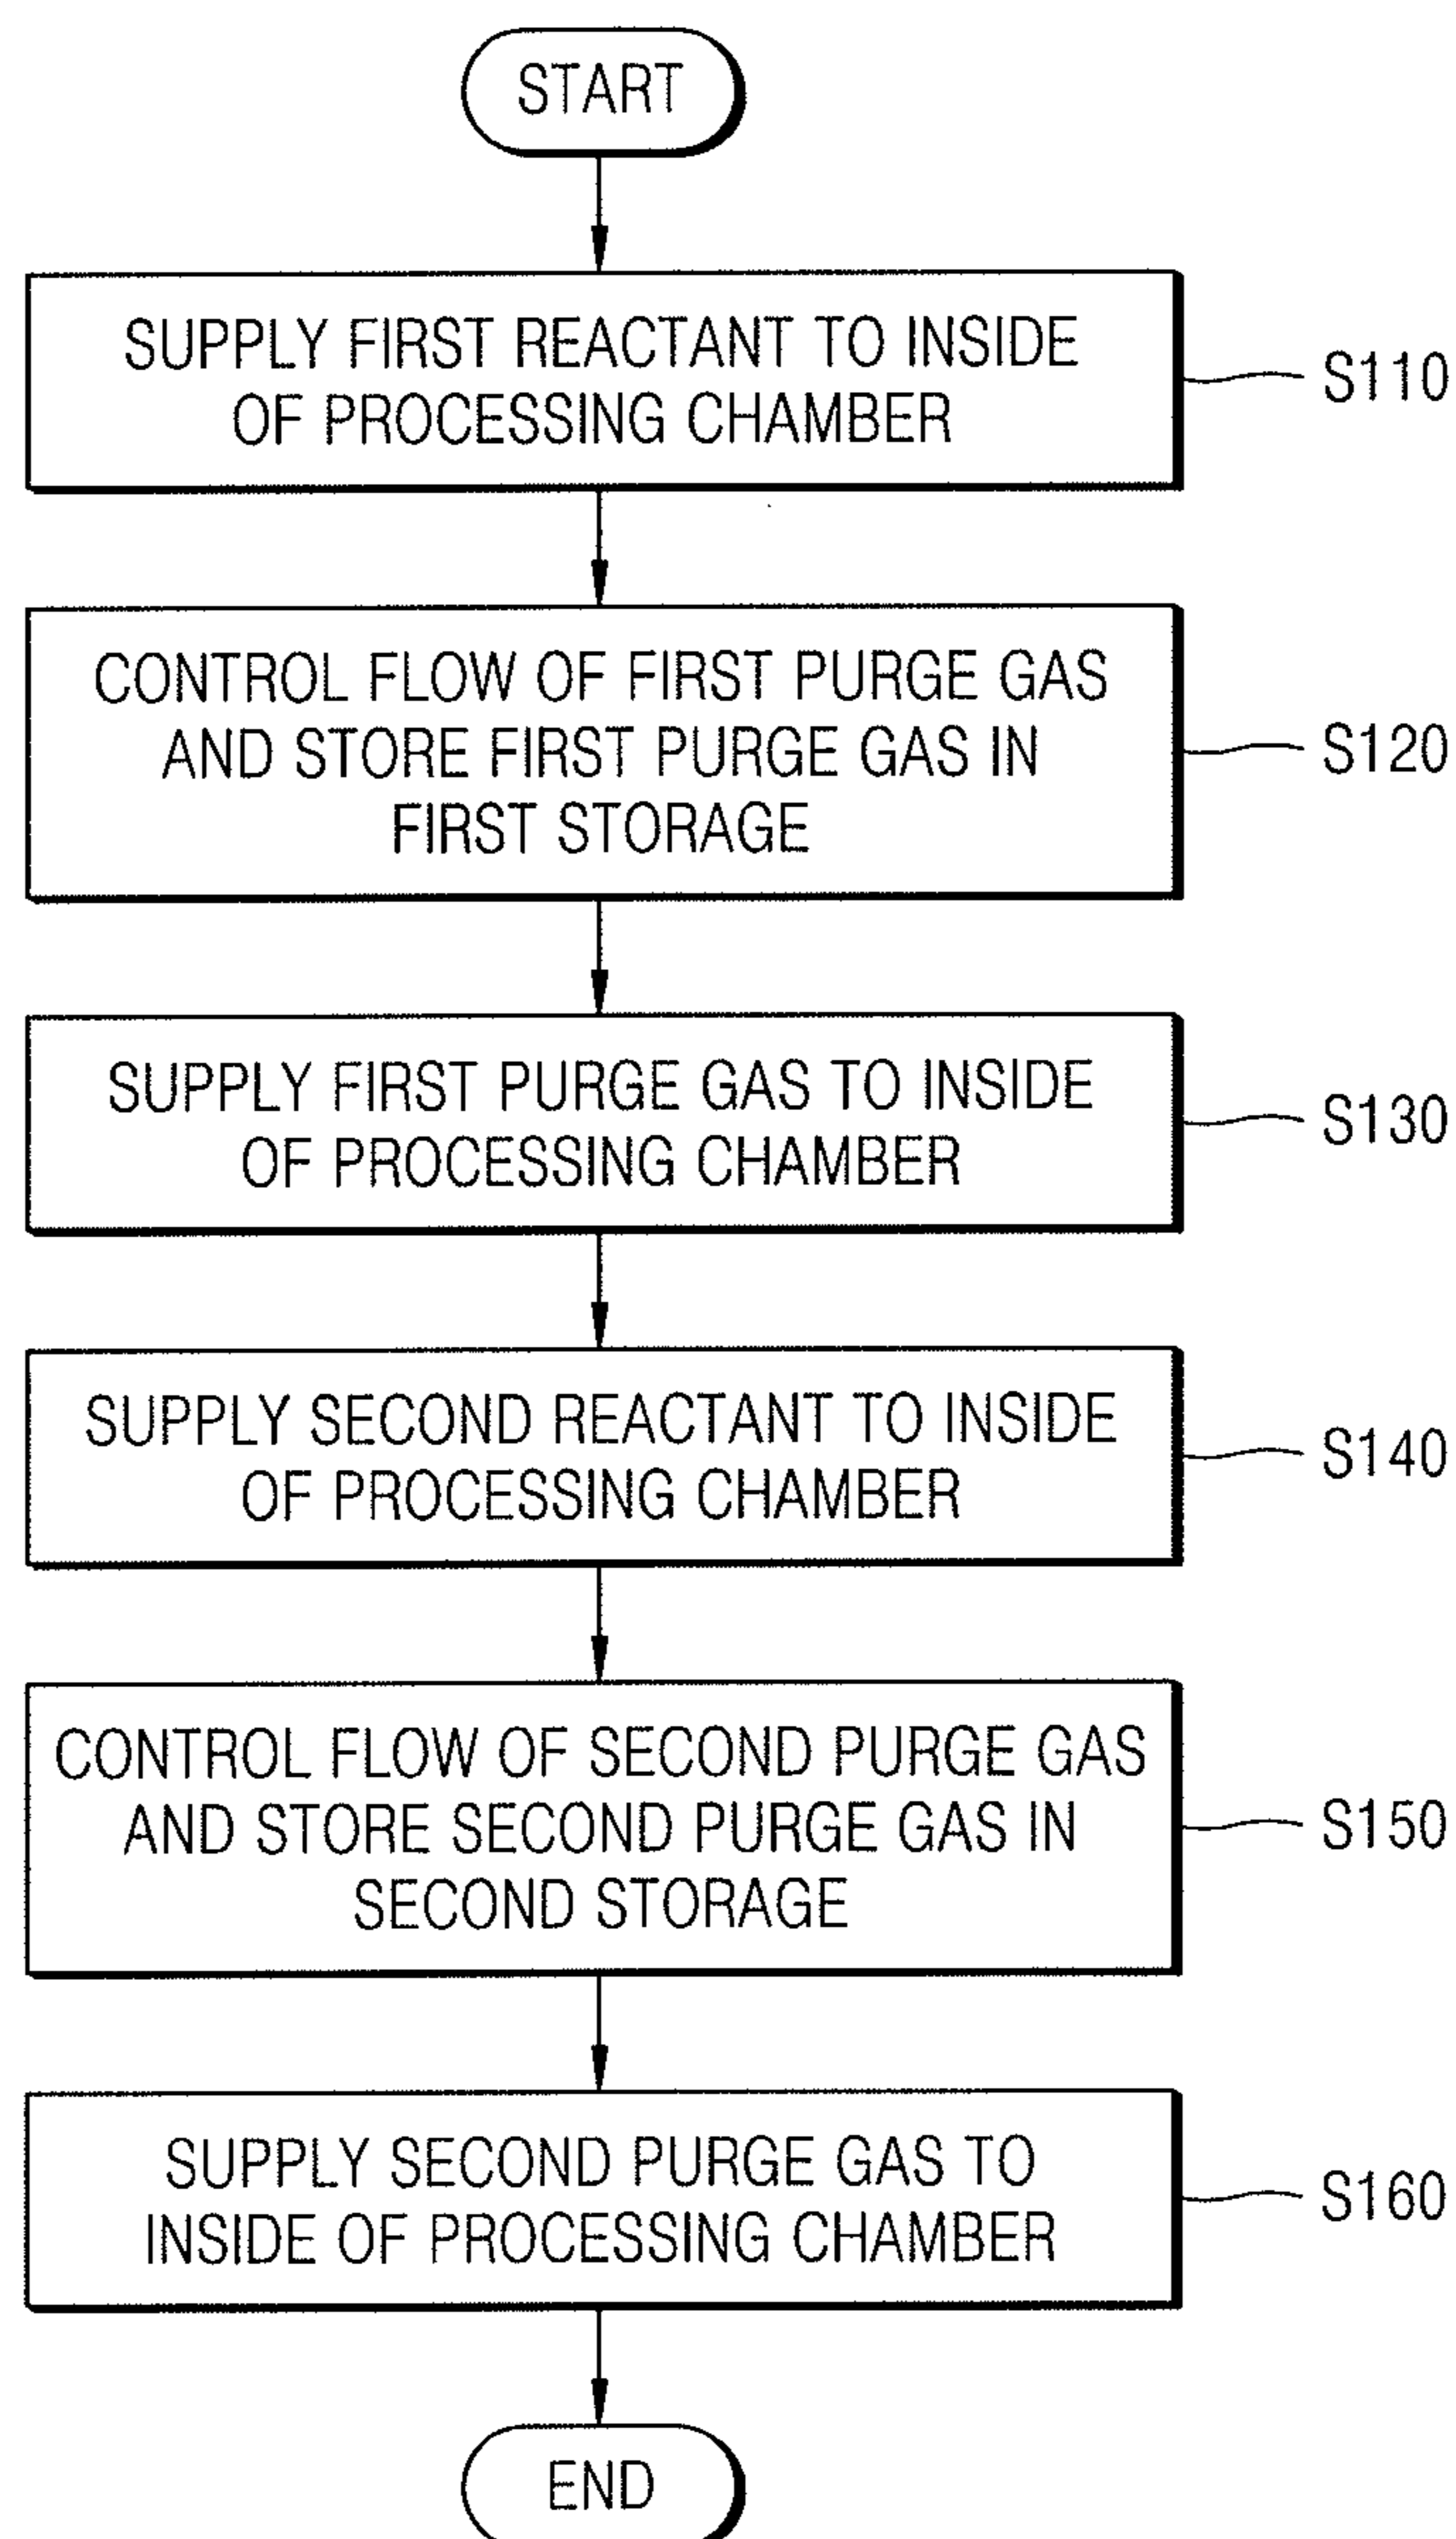 START
SUPPLY FIRST REACTANT TO INSIDE
OF PROCESSING CHAMBER
S110
CONTROL FLOW OF FIRST PURGE GAS
AND STORE FIRST PURGE GAS IN
FIRST STORAGE
S120
SUPPLY FIRST PURGE GAS TO INSIDE
OF PROCESSING CHAMBER
S130
SUPPLY SECOND REACTANT TO INSIDE
OF PROCESSING CHAMBER
S140
CONTROL FLOW OF SECOND PURGE GAS
AND STORE SECOND PURGE GAS IN
SECOND STORAGE
S150
SUPPLY SECOND PURGE GAS TO
INSIDE OF PROCESSING CHAMBER
S160
END